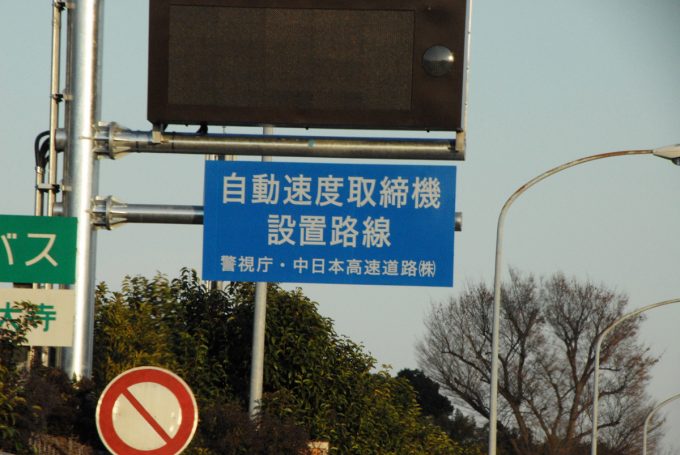 自動速度取締機
設置路線
警視庁・中日本高速道路㈱
バス
大寺